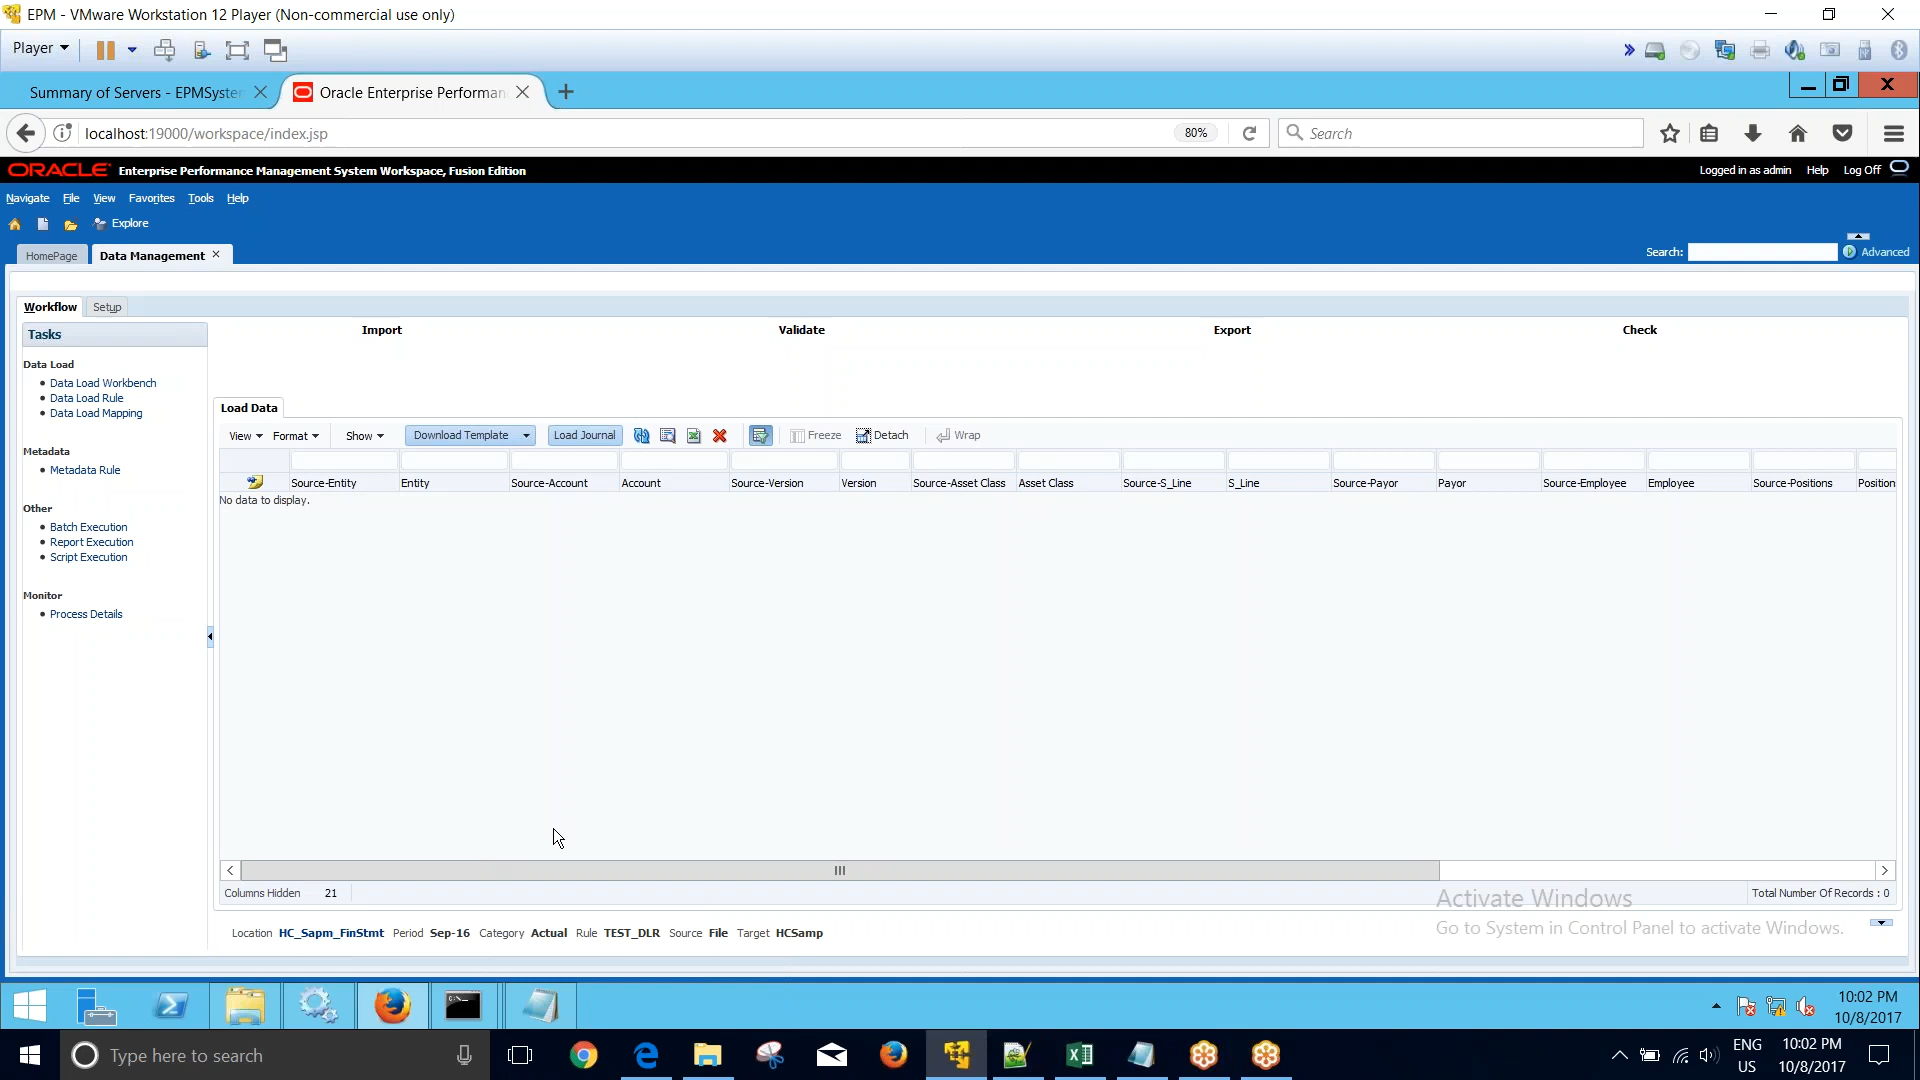 EPM - VMware Workstation 12 Player (Non-commercial use only)
Player
Summary of Servers - EPMSyster
Oracle Enterprise Performan
localhost:19000/workspace/index.jsp
80%
Search
ORACLE Enterprise Performance Management System Workspace, Fusion Edition
Logged in as admin Help Log Off
Navigate File View Favorites Tools Help
Explore
HomePage Data Management
Search: Advanced
Workflow Setup
Tasks
Import Validate Export Check
Data Load
Data Load Workbench
Data Load Rule
Data Load Mapping
Metadata
Metadata Rule
Other
Batch Execution
Report Execution
Script Execution
Monitor
Process Details
Load Data
View Format Show Download Template Load Journal Freeze Detach Wrap
Source-Entity Entity Source-Account Account Source-Version Version Source-Asset Class Asset Class Source-S_Line S_Line Source-Payor Payor Source-Employee Employee Source-Positions Position
No data to display.
Columns Hidden 21
Total Number Of Records : 0
Location HC_Sapm_FinStmt Period Sep-16 Category Actual Rule TEST_DLR Source File Target HCSamp
Activate Windows
Go to System in Control Panel to activate Windows.
10:02 PM
10/8/2017
Type here to search
ENG
US
10:02 PM
10/8/2017